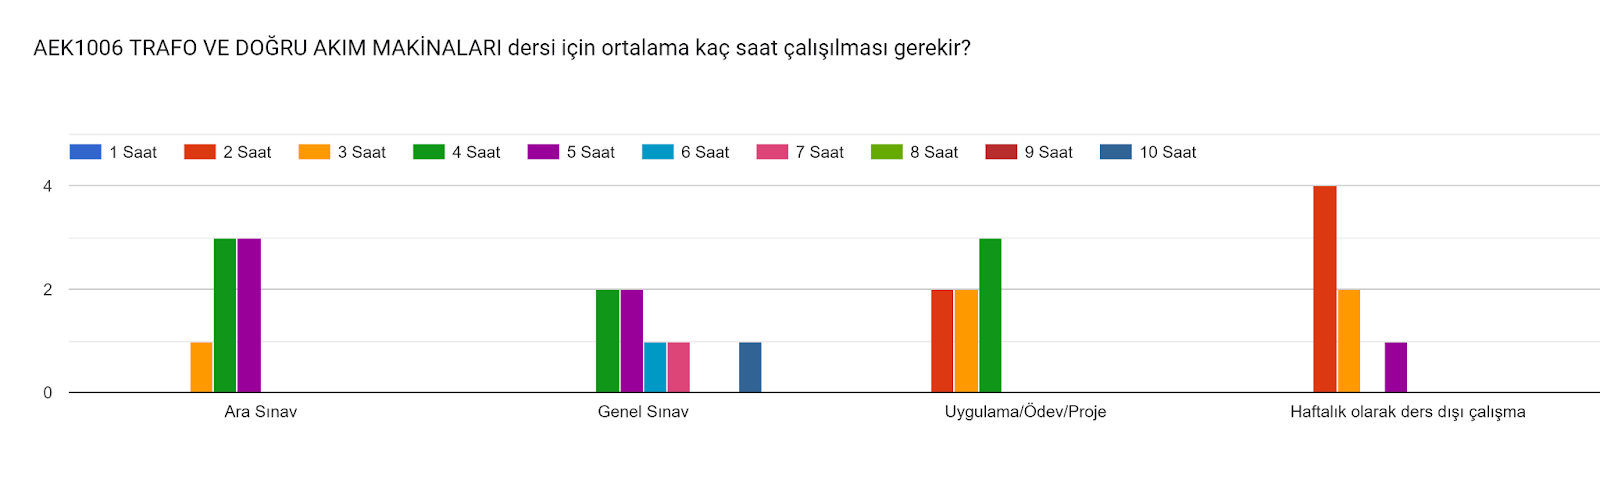 AEK1006 TRAFO VE DOĞRU AKIM MAKİNALARI dersi için ortalama kaç saat çalışılması gerekir?
1 Saat 2 Saat 3 Saat 4 Saat 5 Saat 6 Saat 7 Saat 8 Saat 9 Saat 10 Saat
4
2
0
Ara Sınav Genel Sınav Uygulama/Ödev/Proje Haftalık olarak ders dışı çalışma